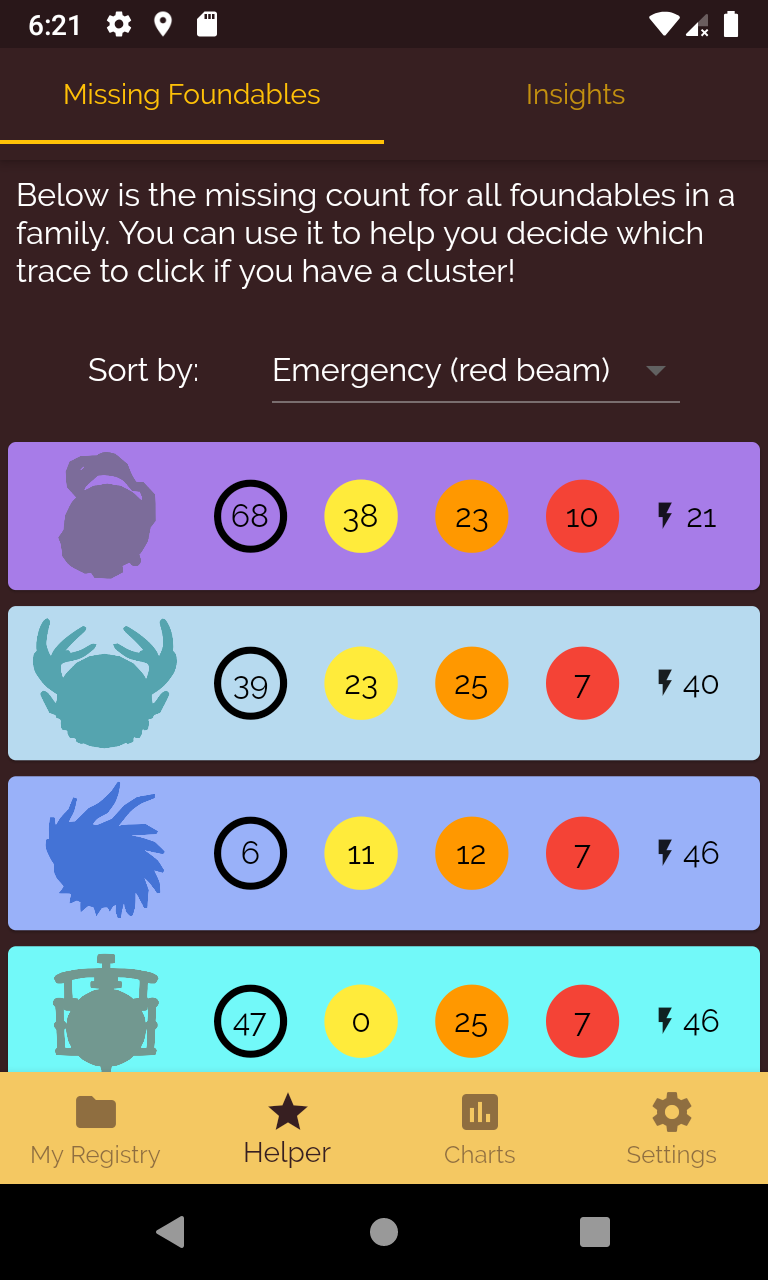 6:21
Missing Foundables Insights
Below is the missing count for all foundables in a
family. You can use it to help you decide which
trace to click if you have a cluster!
Sort by: Emergency (red beam)
68 38 23 10 21
39 23 25 7 40
6 11 12 7 46
47 0 25 7 46
My Registry Helper Charts Settings